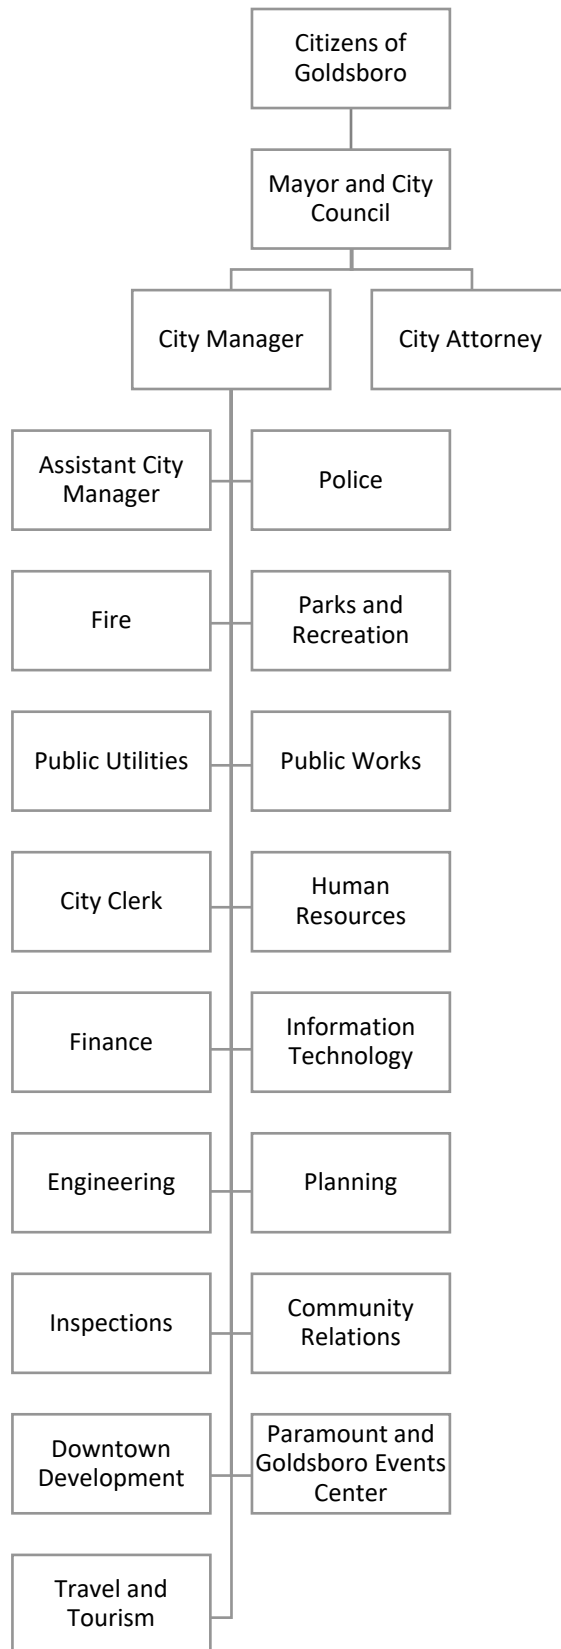 Citizens of
Goldsboro
Mayor and City
Council
City Manager
City Attorney
Assistant City
Manager
Police
Fire
Parks and
Recreation
Public Utilities
Public Works
City Clerk
Human
Resources
Finance
Information
Technology
Engineering
Planning
Inspections
Community
Relations
Downtown
Development
Paramount and
Goldsboro Events
Center
Travel and
Tourism